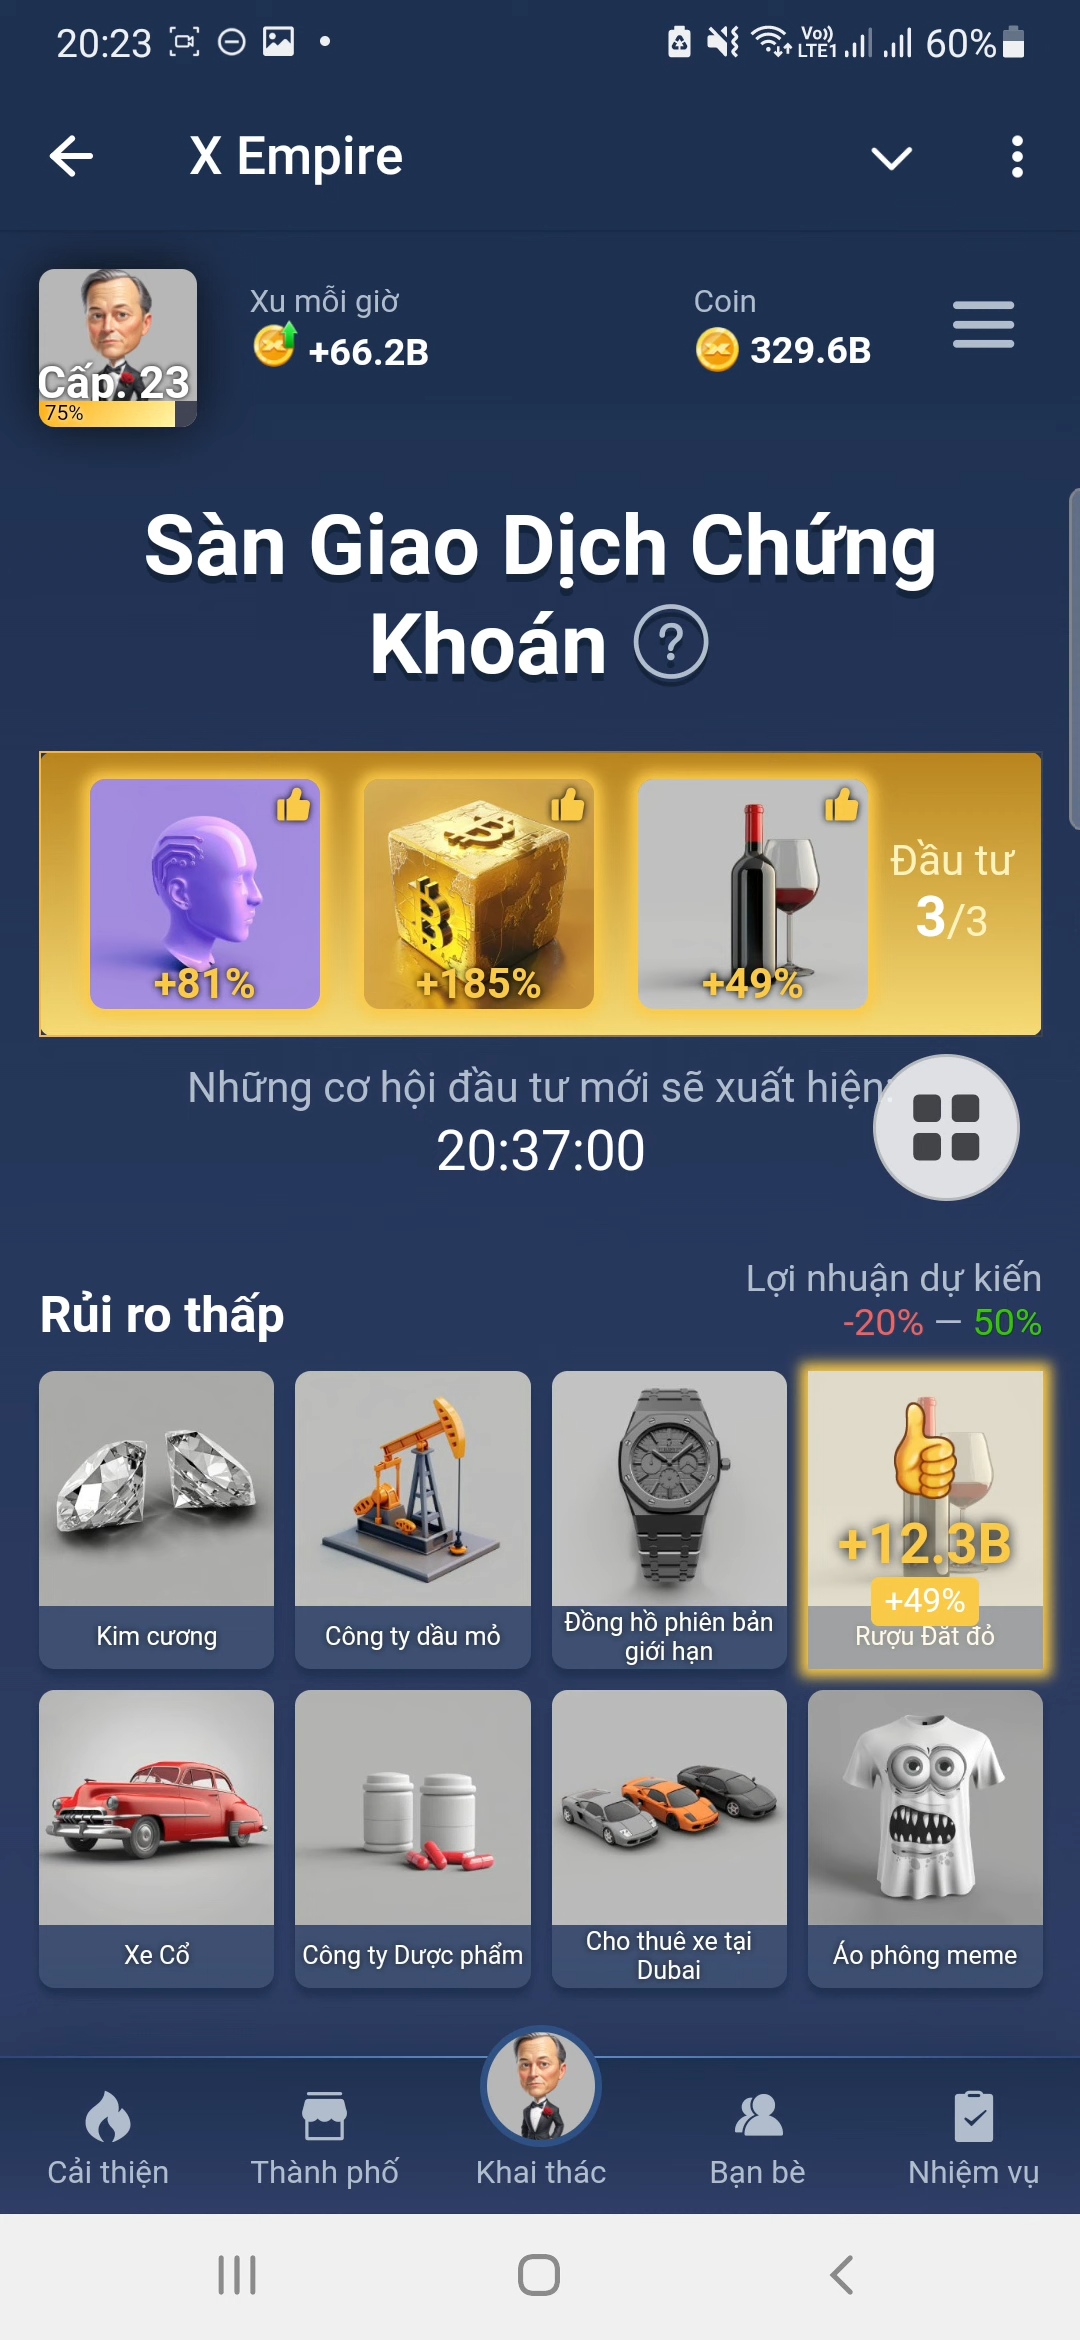 20:23
Vo))
LTE1
60%
X Empire
Cấp. 23
75%
Xu mỗi giờ
+66.2B
Coin
329.6B
Sàn Giao Dịch Chứng
Khoán ?
+81%
+185%
+49%
Đầu tư
3/3
Những cơ hội đầu tư mới sẽ xuất hiện:
20:37:00
Rủi ro thấp
Lợi nhuận dự kiến
-20% — 50%
Kim cương
Công ty dầu mỏ
Đồng hồ phiên bản
giới hạn
+12.3B
+49%
Rượu Đắt đỏ
Xe Cổ
Công ty Dược phẩm
Cho thuê xe tại
Dubai
Áo phông meme
Cải thiện
Thành phố
Khai thác
Bạn bè
Nhiệm vụ